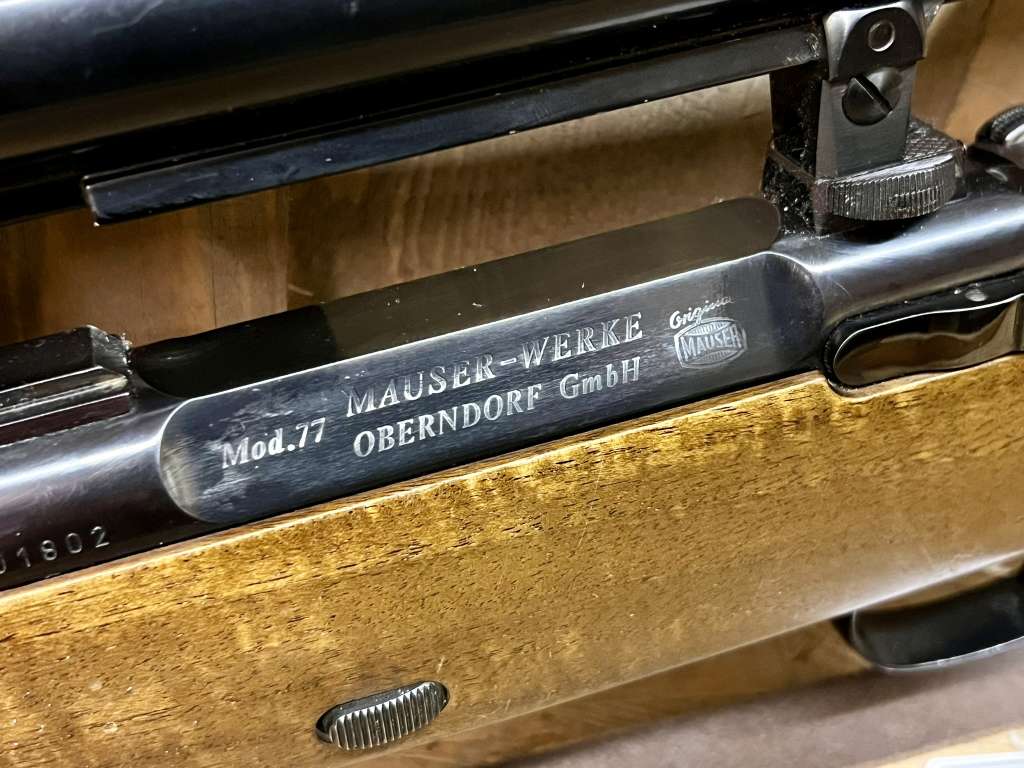 Mod.77
MAUSER-WERKE
OBERNDORF GmbH
Original
MAUSER
01802